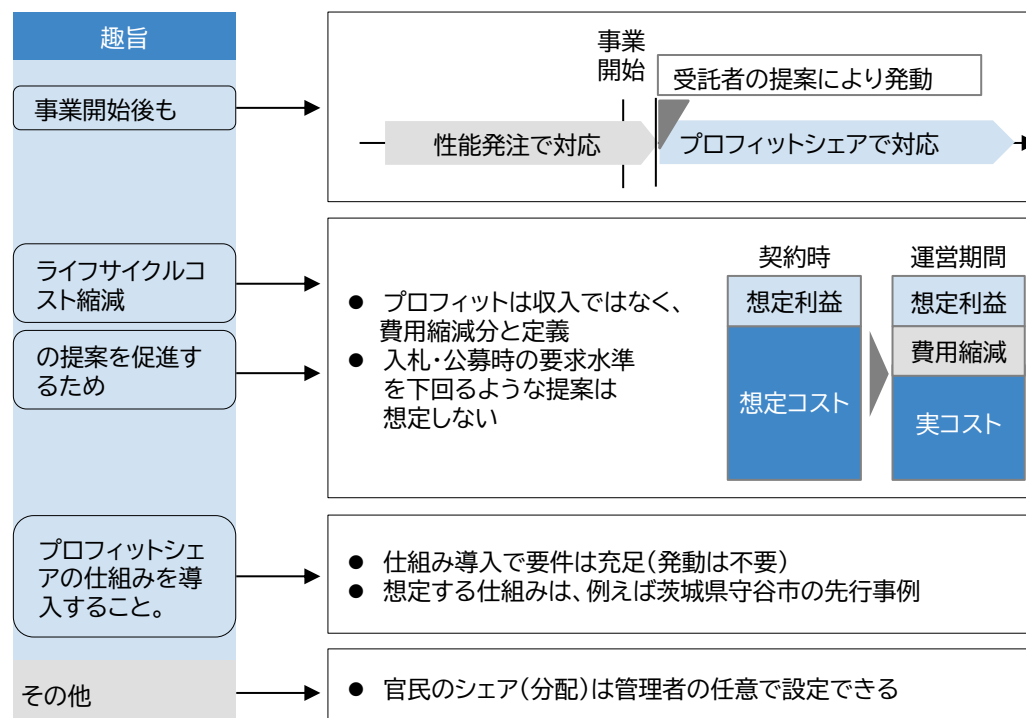 趣旨
事業開始後も
事業
開始
受託者の提案により発動
性能発注で対応
プロフィットシェアで対応
ライフサイクルコ
スト縮減
の提案を促進す
るため
● プロフィットは収入ではなく、
費用縮減分と定義
● 入札・公募時の要求水準
を下回るような提案は
想定しない
契約時
想定利益
想定コスト
運営期間
想定利益
費用縮減
実コスト
プロフィットシェ
アの仕組みを導
入すること。
● 仕組み導入で要件は充足(発動は不要)
● 想定する仕組みは、例えば茨城県守谷市の先行事例
その他
● 官民のシェア(分配)は管理者の任意で設定できる